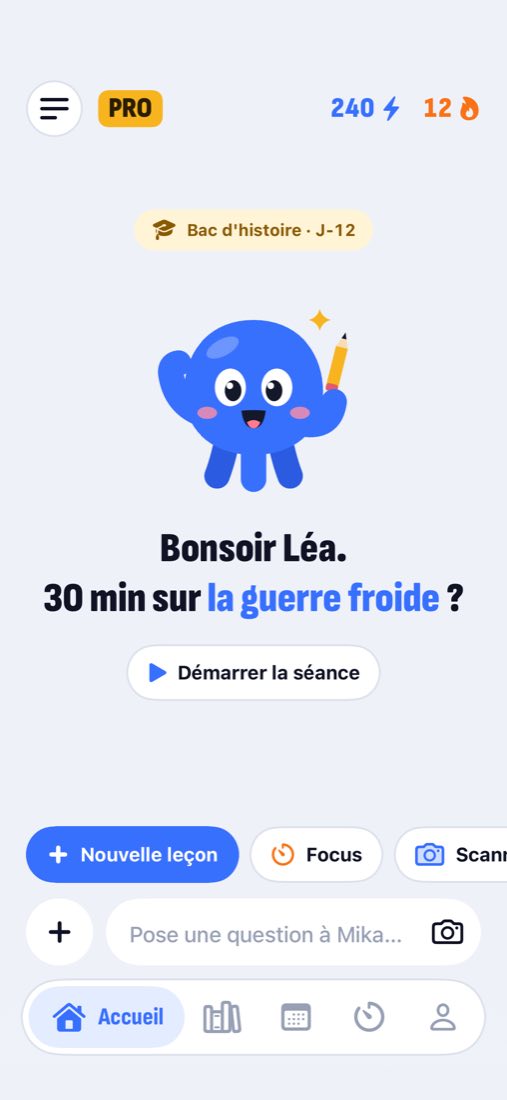 PRO
240
12
Bac d'histoire · J-12
Bonsoir Léa.
30 min sur la guerre froide ?
Démarrer la séance
Nouvelle leçon
Focus
Scann
Pose une question à Mika...
Accueil